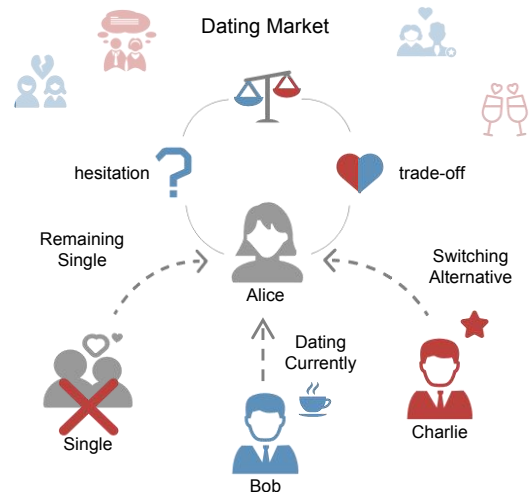 Dating Market
hesitation
?
trade-off
Remaining
Single
Alice
Switching
Alternative
Dating
Currently
Single
Bob
Charlie